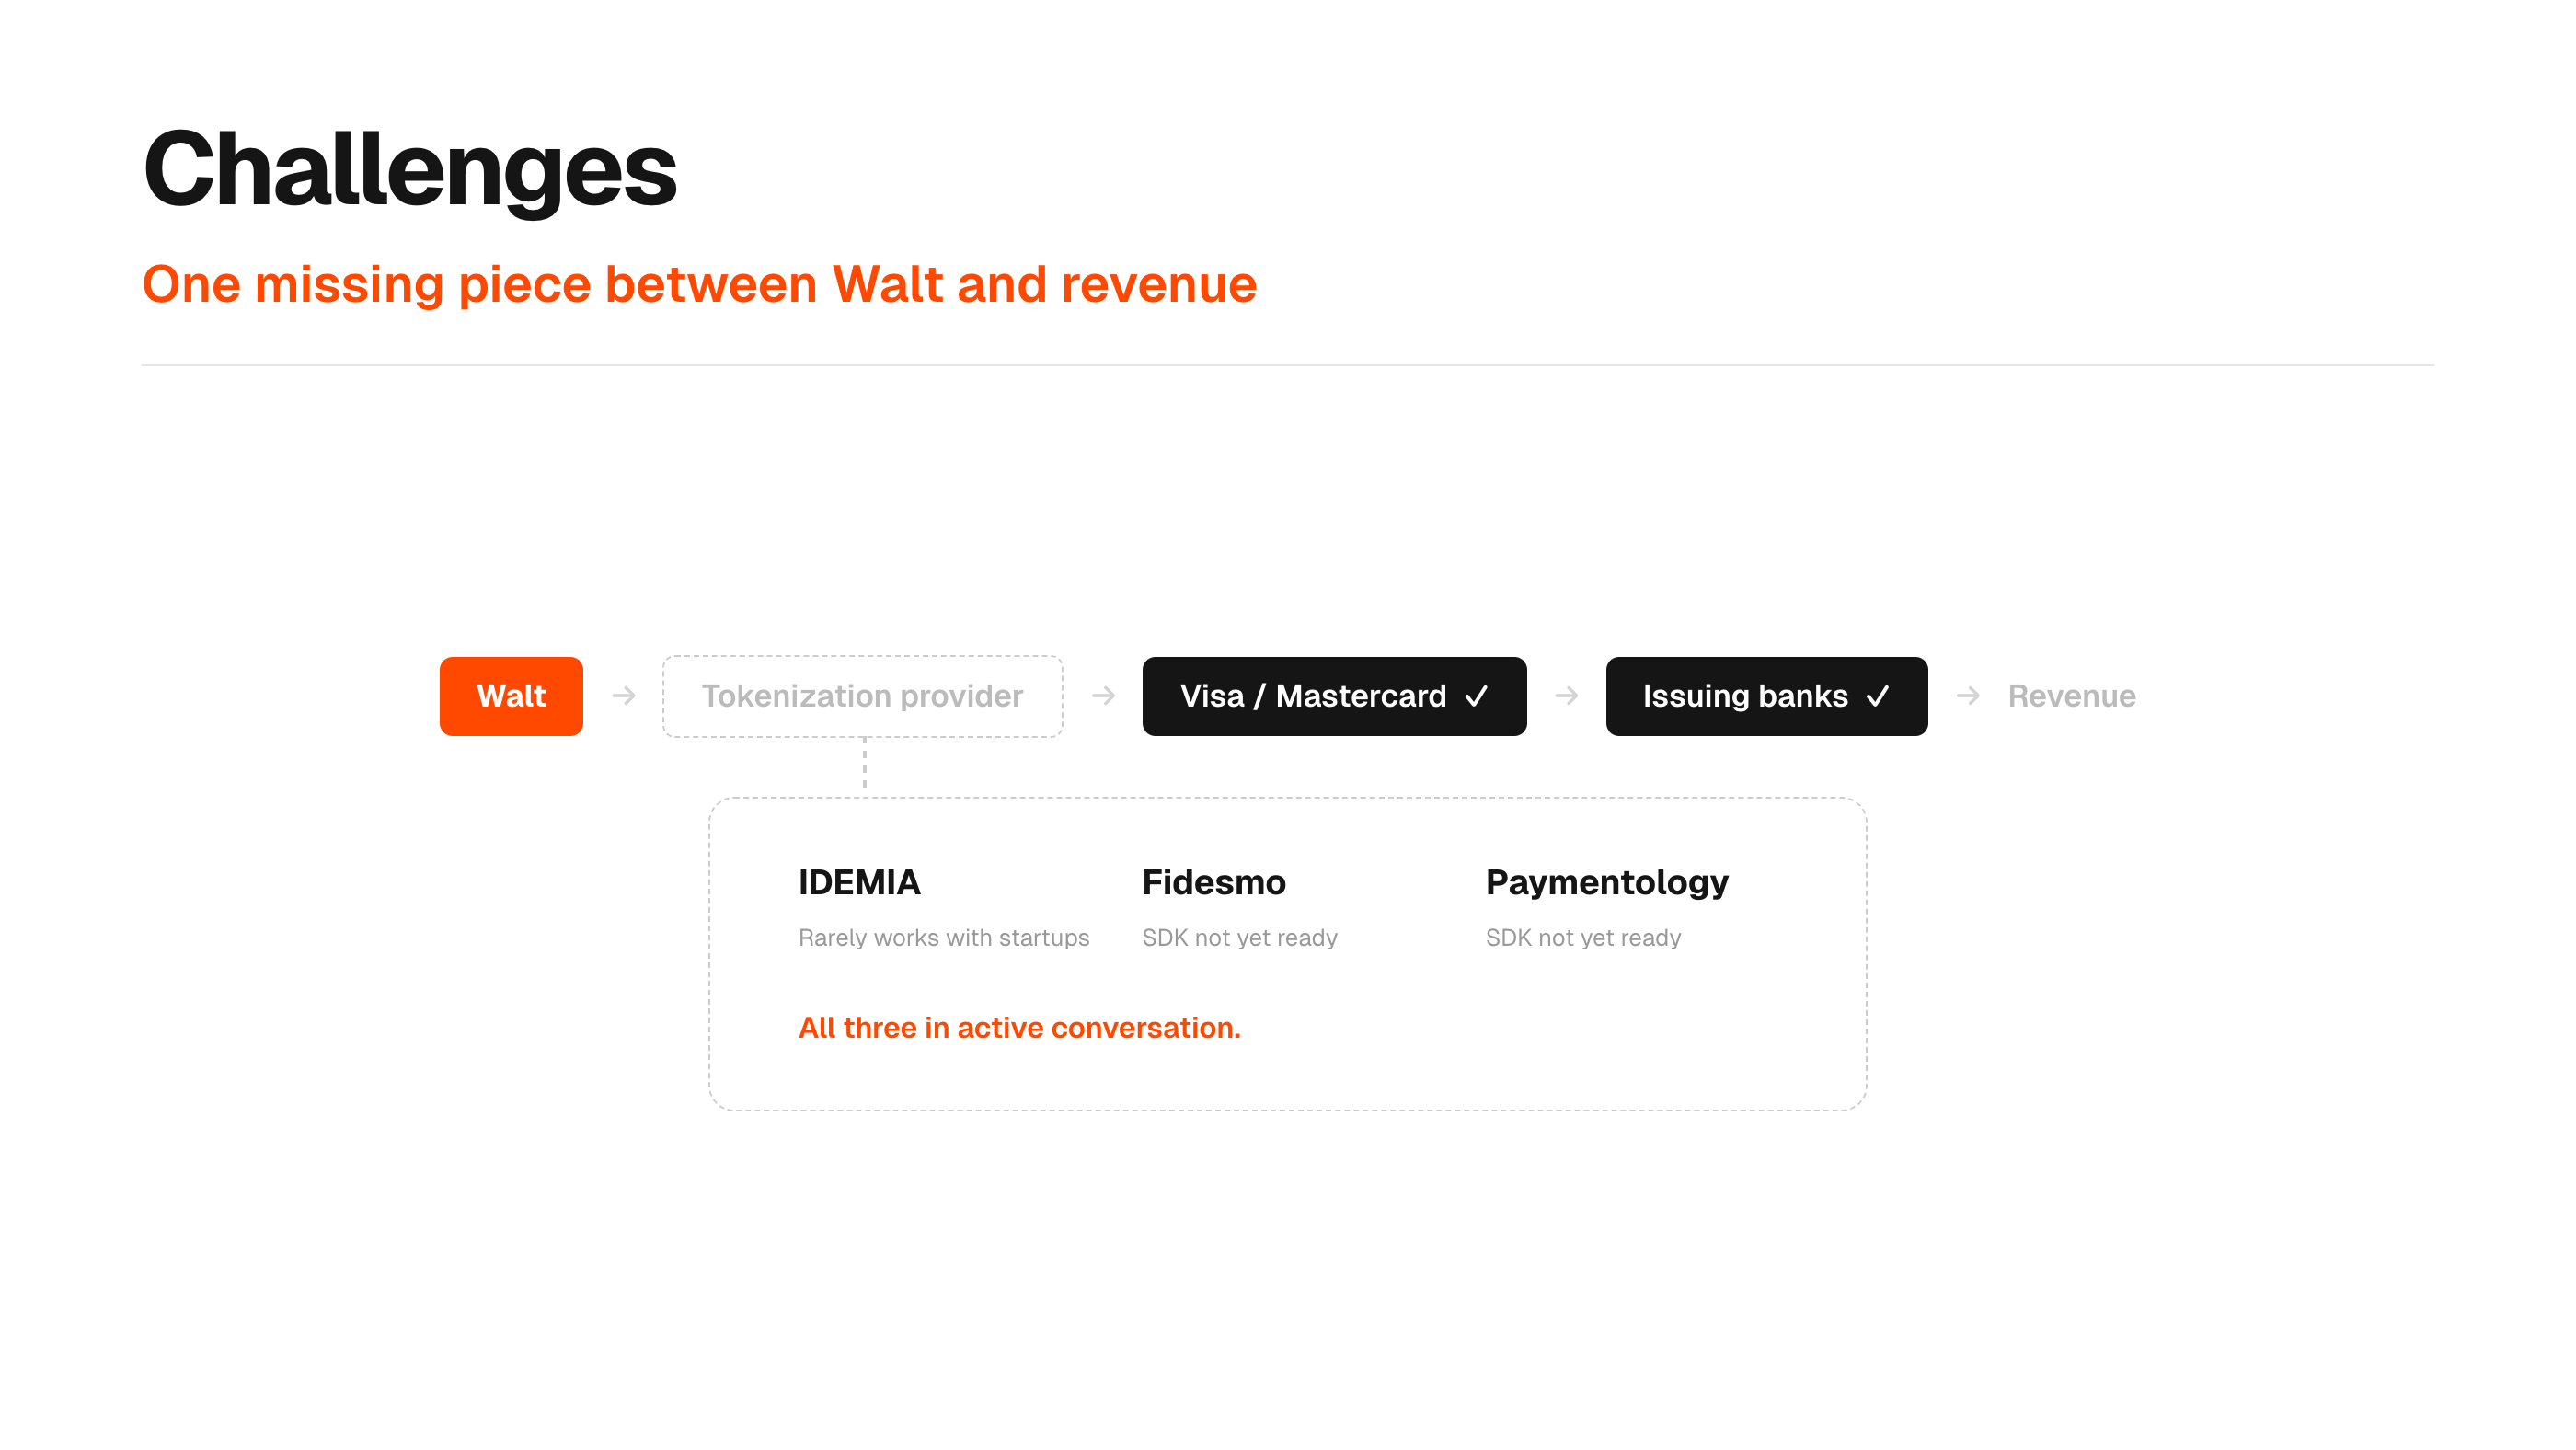 Challenges
One missing piece between Walt and revenue
Walt → Tokenization provider → Visa / Mastercard ✓ → Issuing banks ✓ → Revenue
IDEMIA Fidesmo Paymentology
Rarely works with startups SDK not yet ready SDK not yet ready
All three in active conversation.